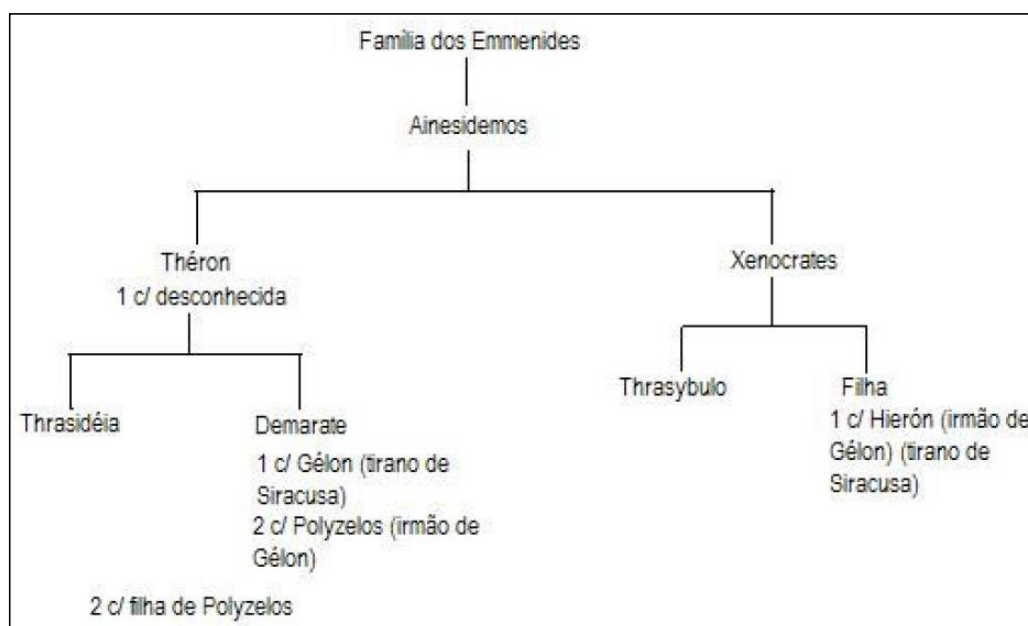 Família dos Emmenides
Ainesidemos
Théron
1 c/ desconhecida
Xenocrates
Thrasidéia
Demarate
1 c/ Gélon (tirano de
Siracusa)
2 c/ Polyzelos (irmão de
Gélon)
Thrasybulo
Filha
1 c/ Hierón (irmão de
Gélon) (tirano de
Siracusa)
2 c/ filha de Polyzelos